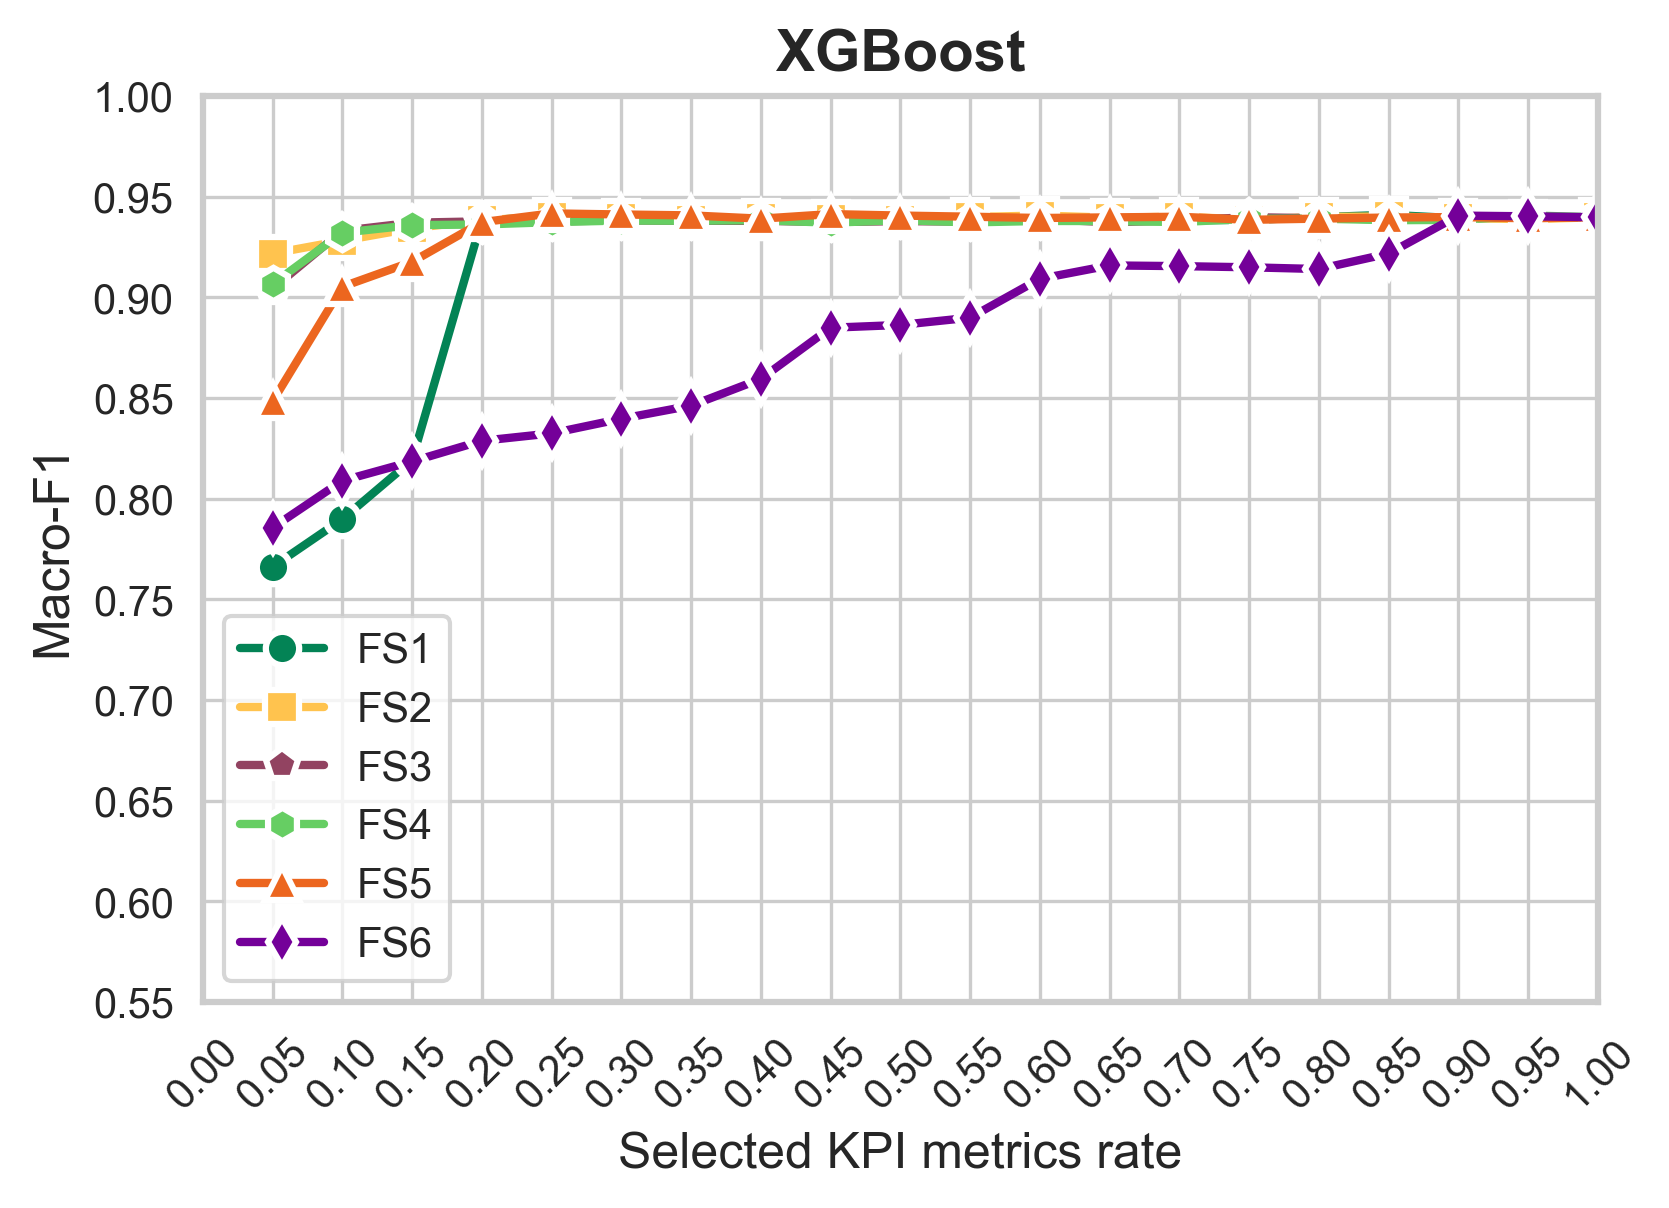 XGBoost
1.00
0.95
0.90
0.85
0.80
0.75
0.70
0.65
0.60
0.55
Macro-F1
FS1
FS2
FS3
FS4
FS5
FS6
0.00 0.05 0.10 0.15 0.20 0.25 0.30 0.35 0.40 0.45 0.50 0.55 0.60 0.65 0.70 0.75 0.80 0.85 0.90 0.95 1.00
Selected KPI metrics rate